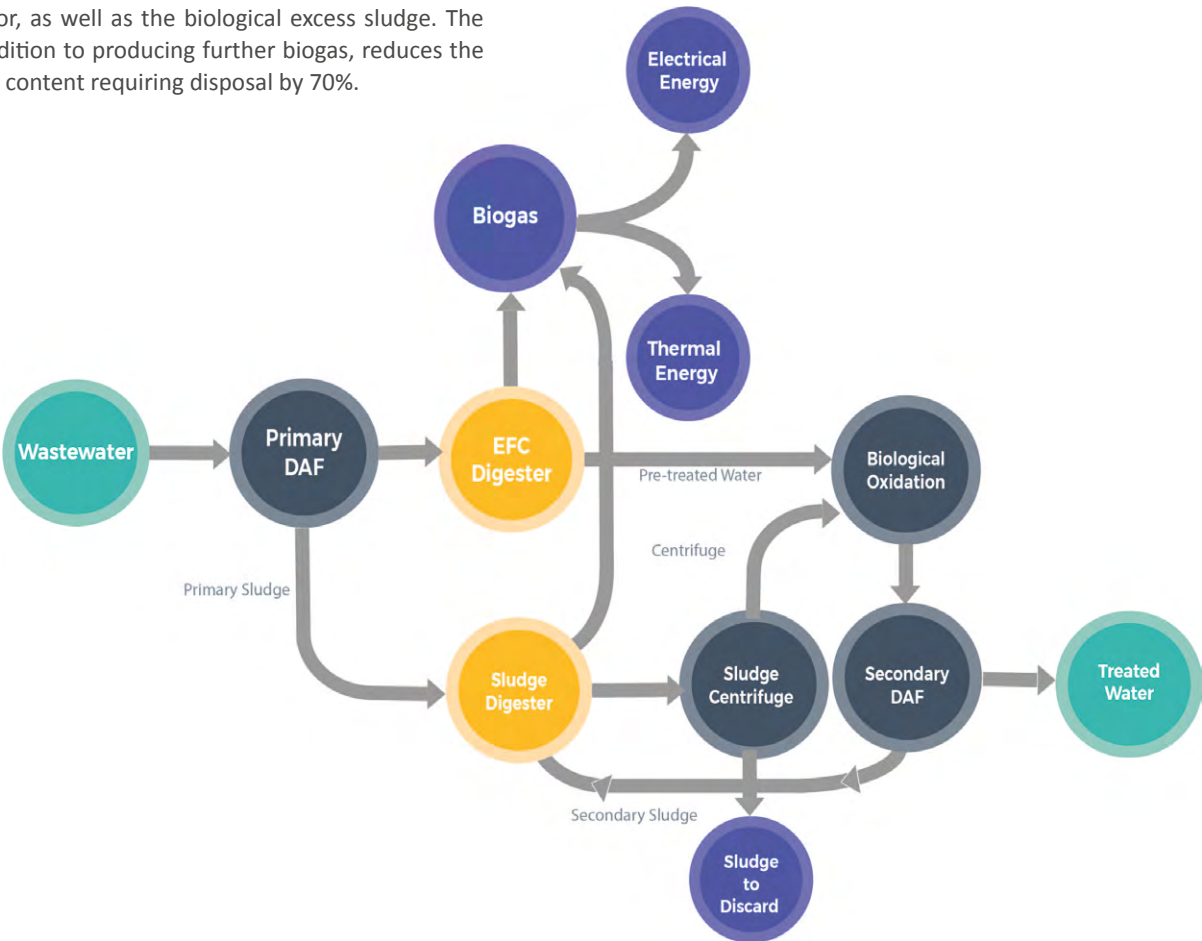 or, as well as the biological excess sludge. The
dition to producing further biogas, reduces the
content requiring disposal by 70%.
Electrical
Energy
Biogas
Thermal
Energy
Wastewater
Primary
DAF
EFC
Digester
Pre-treated Water
Biological
Oxidation
Centrifuge
Primary Sludge
Sludge
Digester
Sludge
Centrifuge
Secondary
DAF
Treated
Water
Secondary Sludge
Sludge
to
Discard